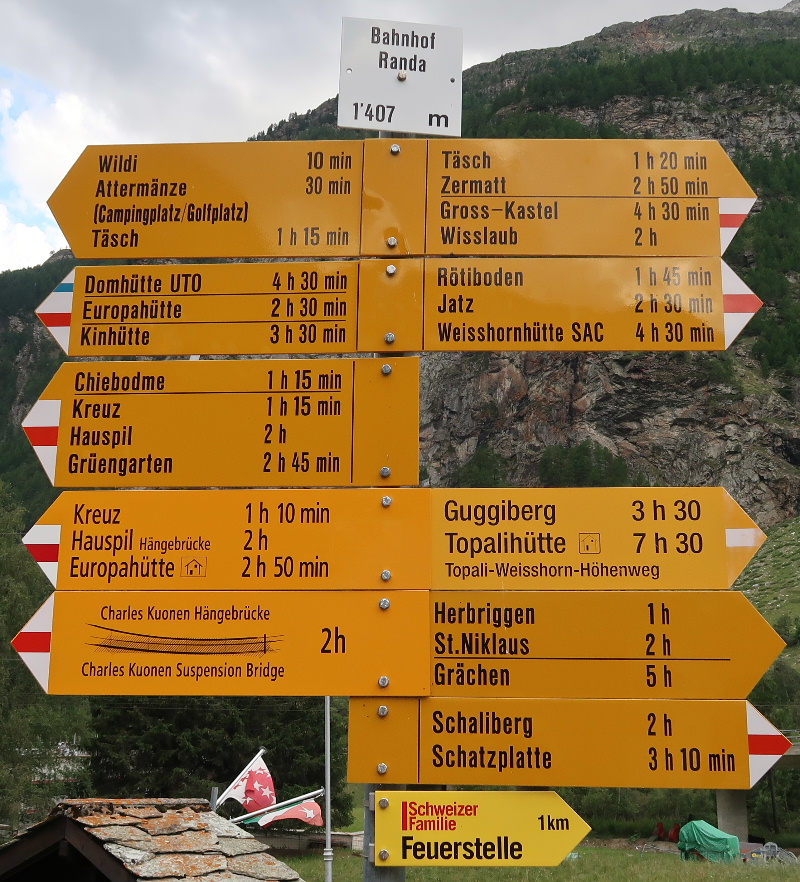 Bahnhof
Randa
1'407 m
Wildi 10 min
Attermänze 30 min
(Campingplatz/Golfplatz)
Täsch 1 h 15 min
Täsch 1 h 20 min
Zermatt 2 h 50 min
Gross-Kastel 4 h 30 min
Wisslaub 2 h
Domhütte UTO 4 h 30 min
Europahütte 2 h 30 min
Kinhütte 3 h 30 min
Rötiboden 1 h 45 min
Jatz 2 h 30 min
Weisshornhütte SAC 4 h 30 min
Chiebodme 1 h 15 min
Kreuz 1 h 15 min
Hauspil 2 h
Grüengarten 2 h 45 min
Kreuz 1 h 10 min
Hauspil Hängebrücke 2 h
Europahütte 2 h 50 min
Guggiberg 3 h 30
Topalihütte 7 h 30
Topali-Weisshorn-Höhenweg
Charles Kuonen Hängebrücke
2h
Charles Kuonen Suspension Bridge
Herbriggen 1 h
St.Niklaus 2 h
Grächen 5 h
Schaliberg 2 h
Schatzplatte 3 h 10 min
Schweizer
Familie 1km
Feuerstelle